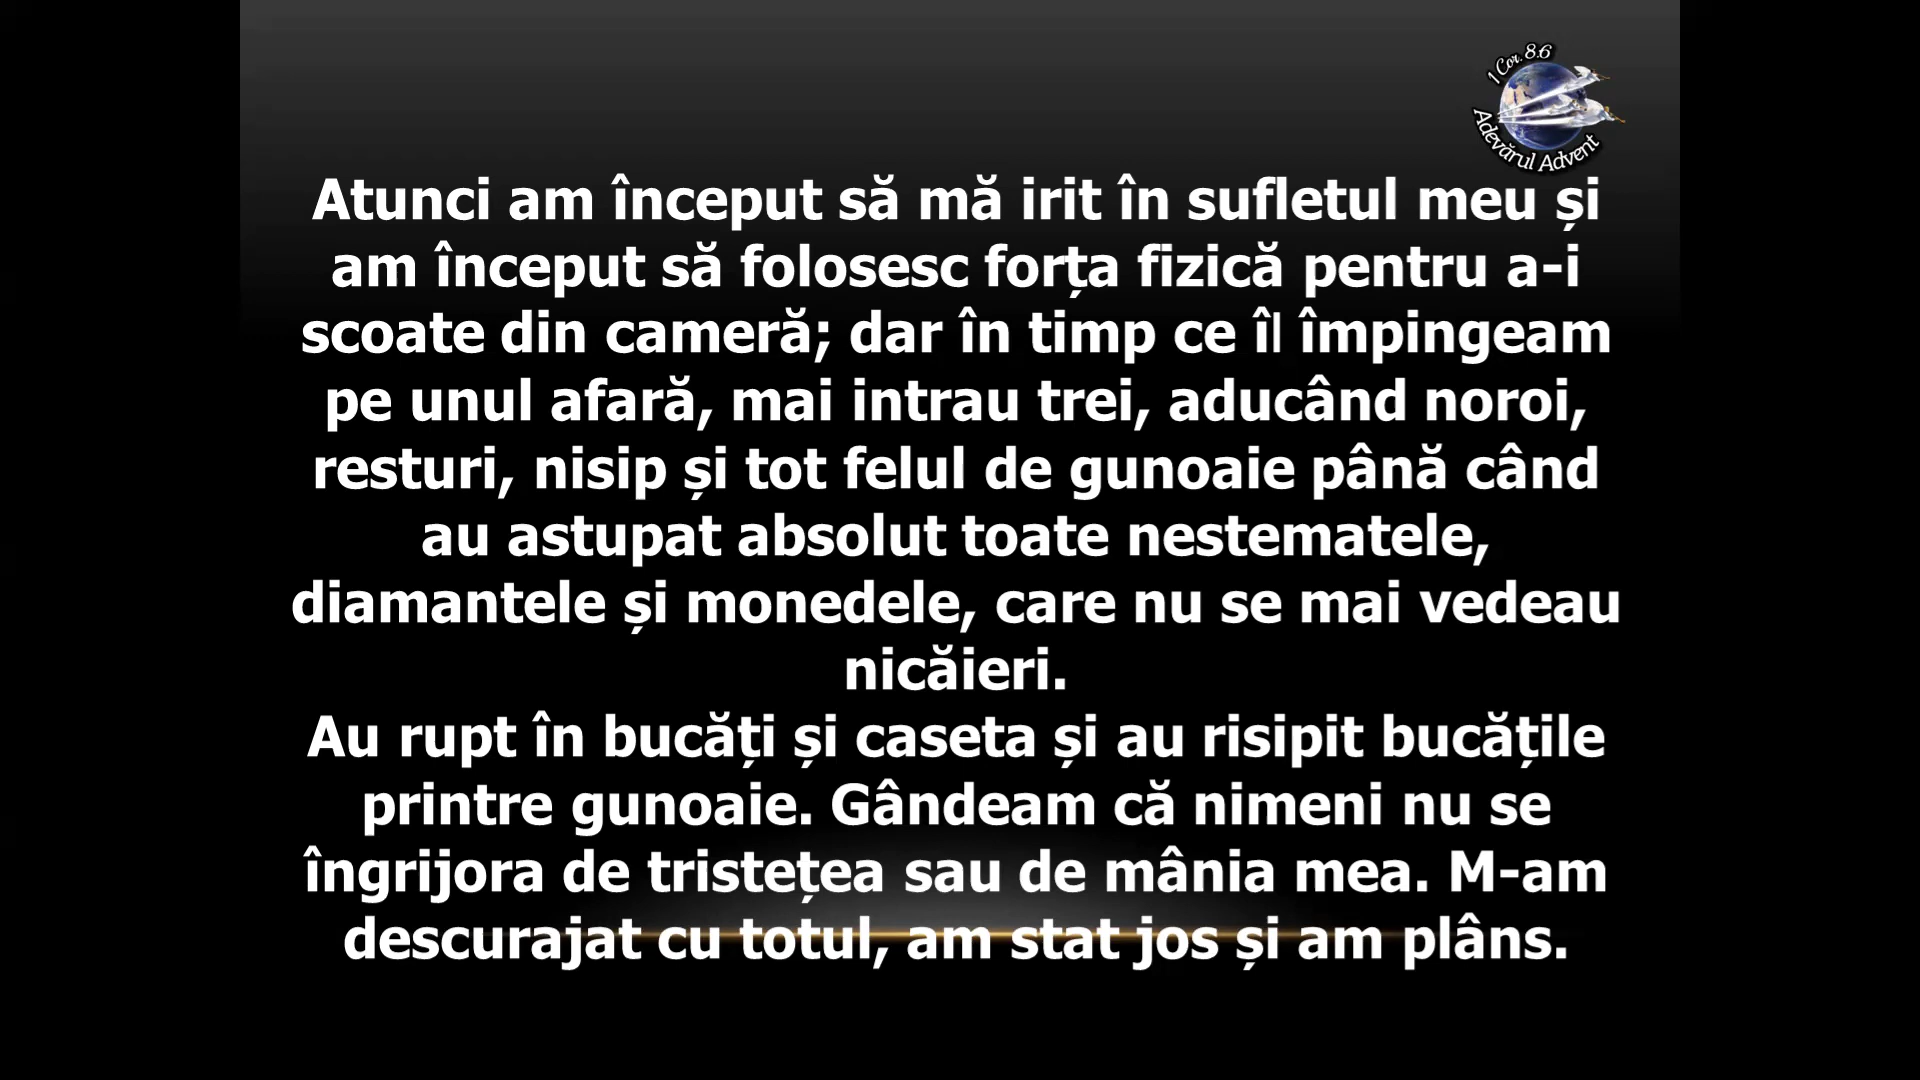 1 Cor. 8:6
Adevărul Advent
Atunci am început să mă irit în sufletul meu și
am început să folosesc forța fizică pentru a-i
scoate din cameră; dar în timp ce îl împingeam
pe unul afară, mai intrau trei, aducând noroi,
resturi, nisip și tot felul de gunoaie până când
au astupat absolut toate nestematele,
diamantele și monedele, care nu se mai vedeau
nicăieri.
Au rupt în bucăți și caseta și au risipit bucățile
printre gunoaie. Gândeam că nimeni nu se
îngrijora de tristețea sau de mânia mea. M-am
descurajat cu totul, am stat jos și am plâns.